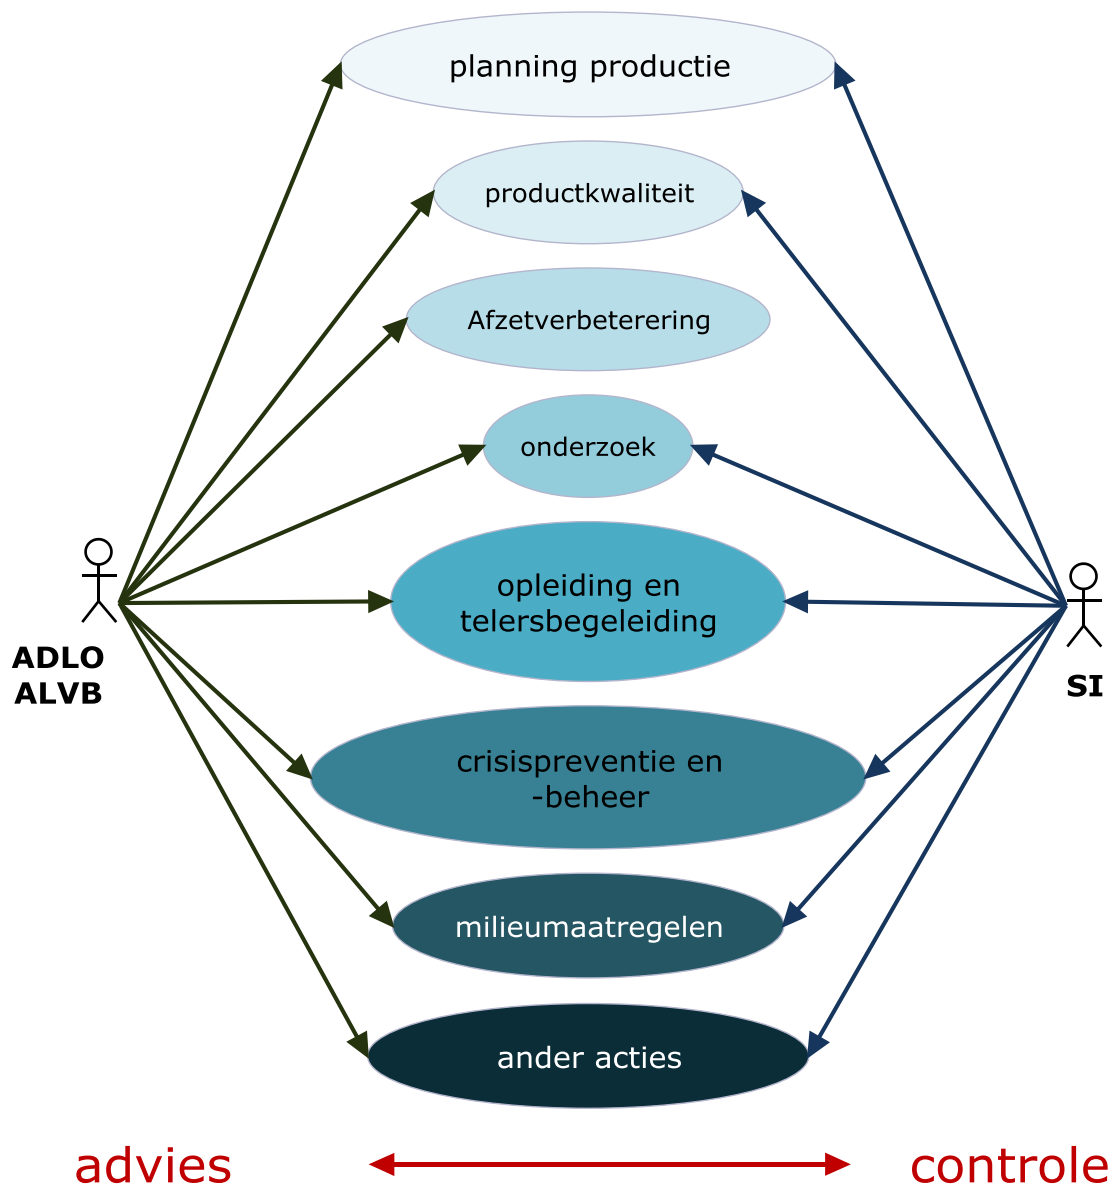 planning productie
productkwaliteit
Afzetverbeterering
onderzoek
opleiding en
telersbegeleiding
ADLO
ALVB
SI
crisispreventie en
-beheer
milieumaatregelen
ander acties
advies
controle